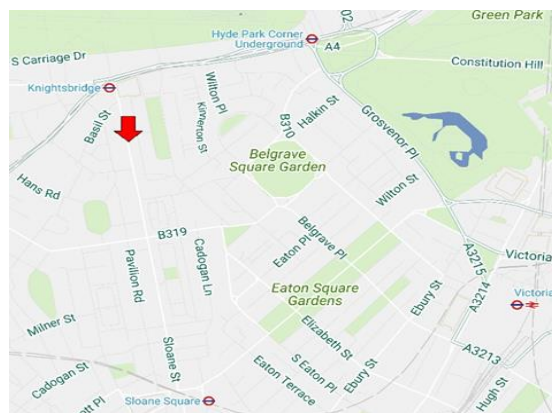 Green Park
Hyde Park Corner
Underground
A4
S Carriage Dr
Constitution Hill
Knightsbridge
Wilton Pl
Kinnerton St
B310
Halkin St
Grosvenor Pl
Basil St
Belgrave
Square Garden
Hans Rd
Wilton St
B319
Belgrave Pl
Eaton Pl
Cadogan Ln
A3215
Victoria
Pavilion Rd
Eaton Square
Gardens
Ebury St
A3214
Victoria
Milner St
Sloane St
Elizabeth St
A3213
Cadogan St
S Eaton Pl
Eaton Terrace
Ebury St
Hugh St
Sloane Square
ott Pl